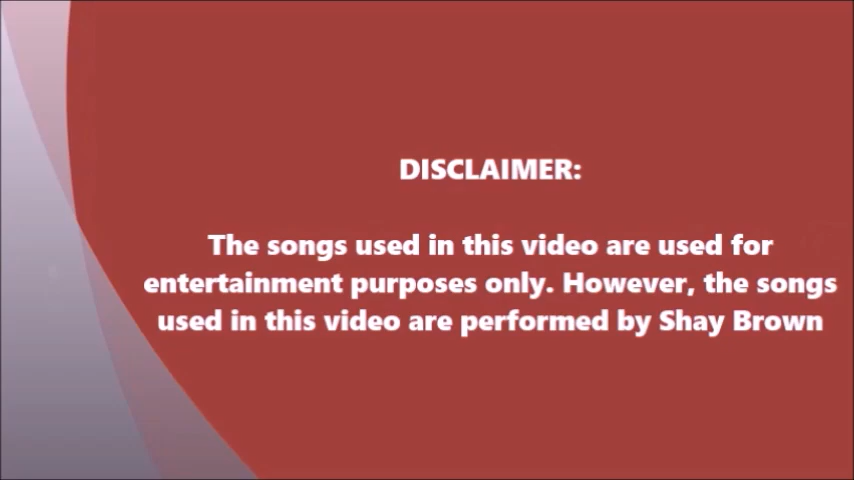 DISCLAIMER:
The songs used in this video are used for
entertainment purposes only. However, the songs
used in this video are performed by Shay Brown